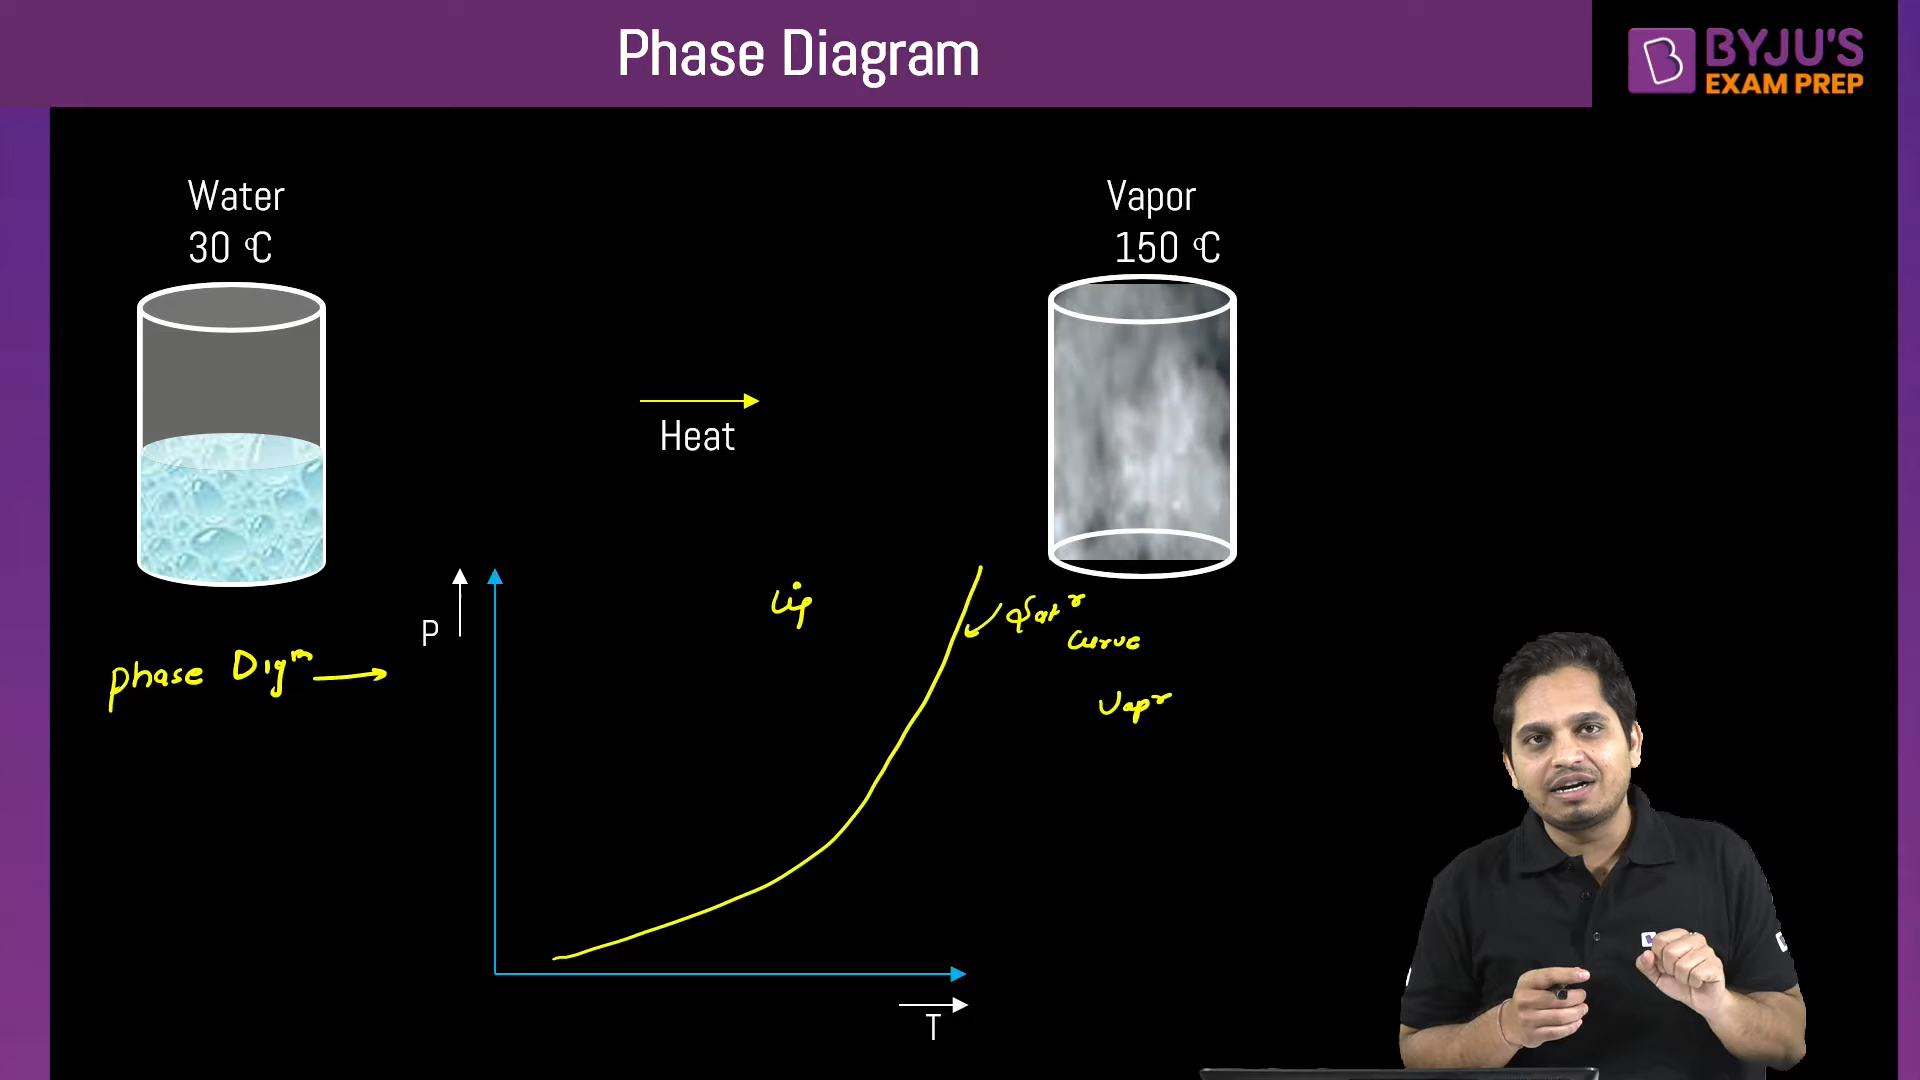 Phase Diagram
BYJU'S
EXAM PREP
Water
30 °C
Vapor
150 °C
Heat
P
Liq
Satr
Curve
Vapr
phase Digm
T